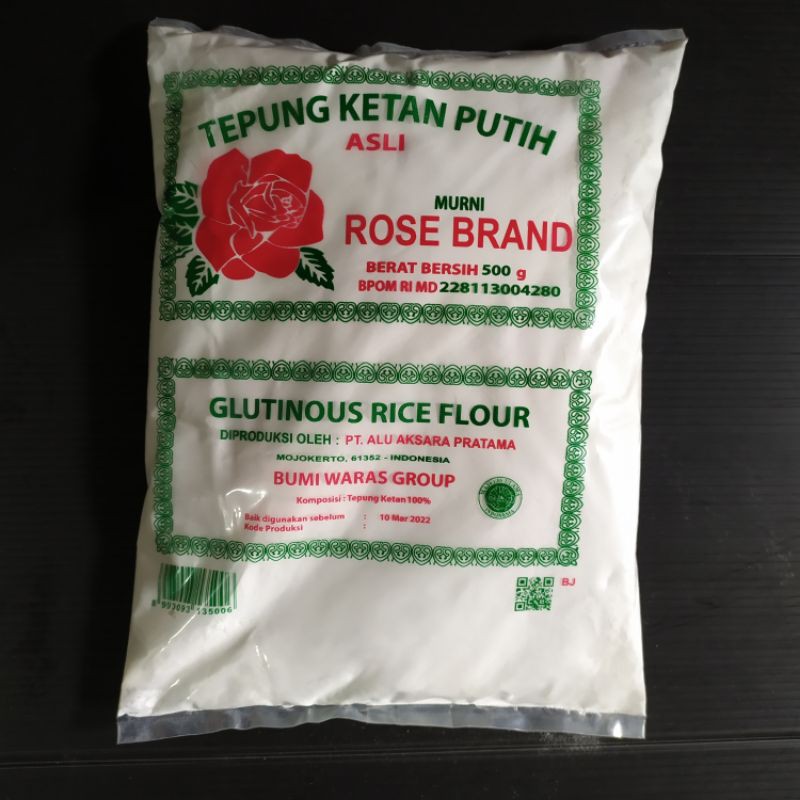 TEPUNG KETAN PUTIH
ASLI
MURNI
ROSE BRAND
BERAT BERSIH 500 g
BPOM RI MD 228113004280
GLUTINOUS RICE FLOUR
DIPRODUKSI OLEH : PT. ALU AKSARA PRATAMA
MOJOKERTO, 61352 - INDONESIA
BUMI WARAS GROUP
Komposisi : Tepung Ketan 100%
Baik digunakan sebelum : 10 Mar 2022
Kode Produksi :
BJ